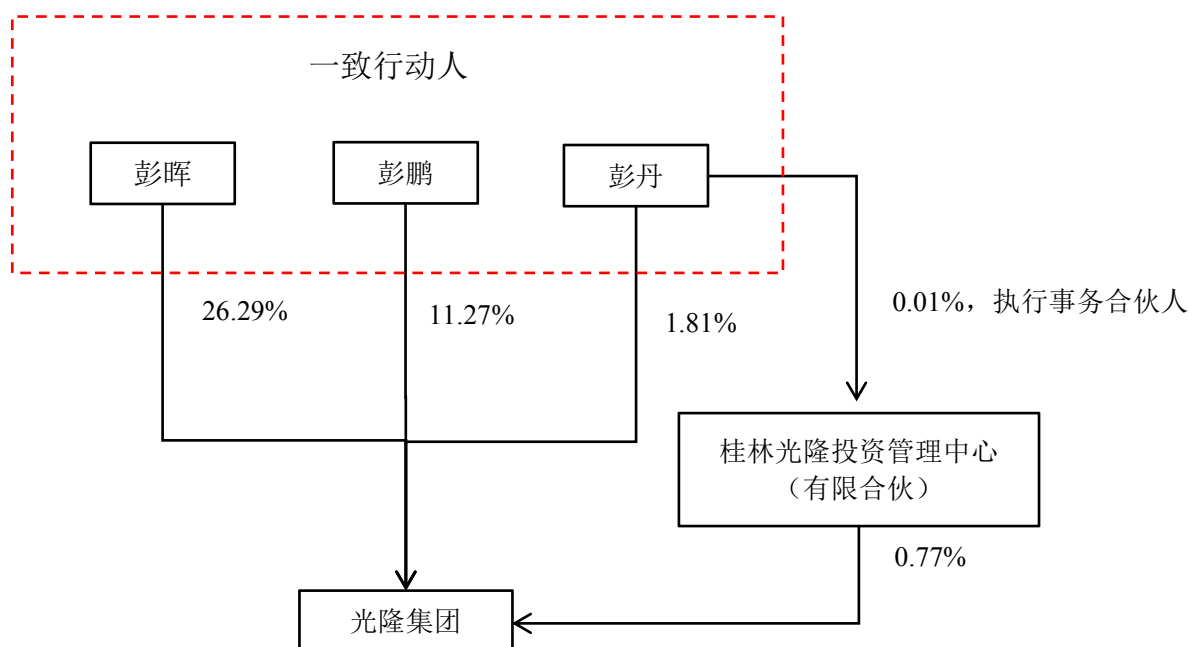 一致行动人
彭晖
彭鹏
彭丹
26.29%
11.27%
1.81%
0.01%，执行事务合伙人
桂林光隆投资管理中心
（有限合伙）
0.77%
光隆集团